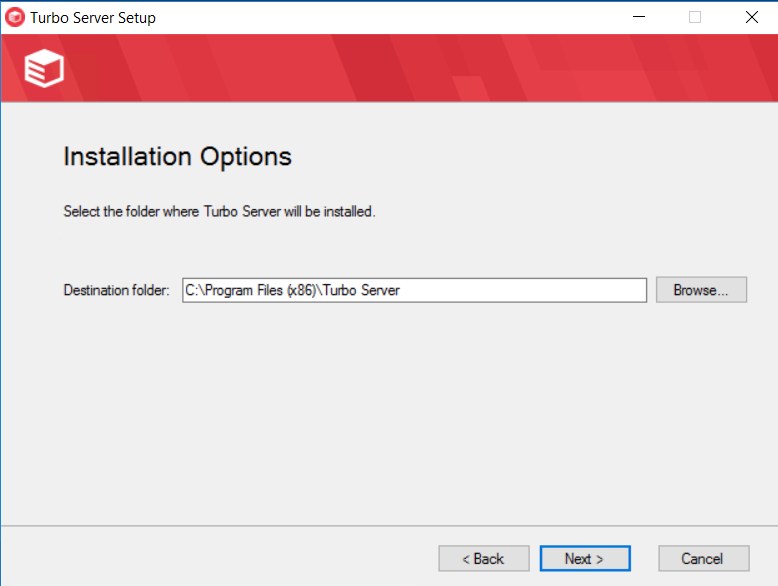 Turbo Server Setup
Installation Options
Select the folder where Turbo Server will be installed.
Destination folder: C:\Program Files (x86)\Turbo Server Browse...
< Back Next > Cancel